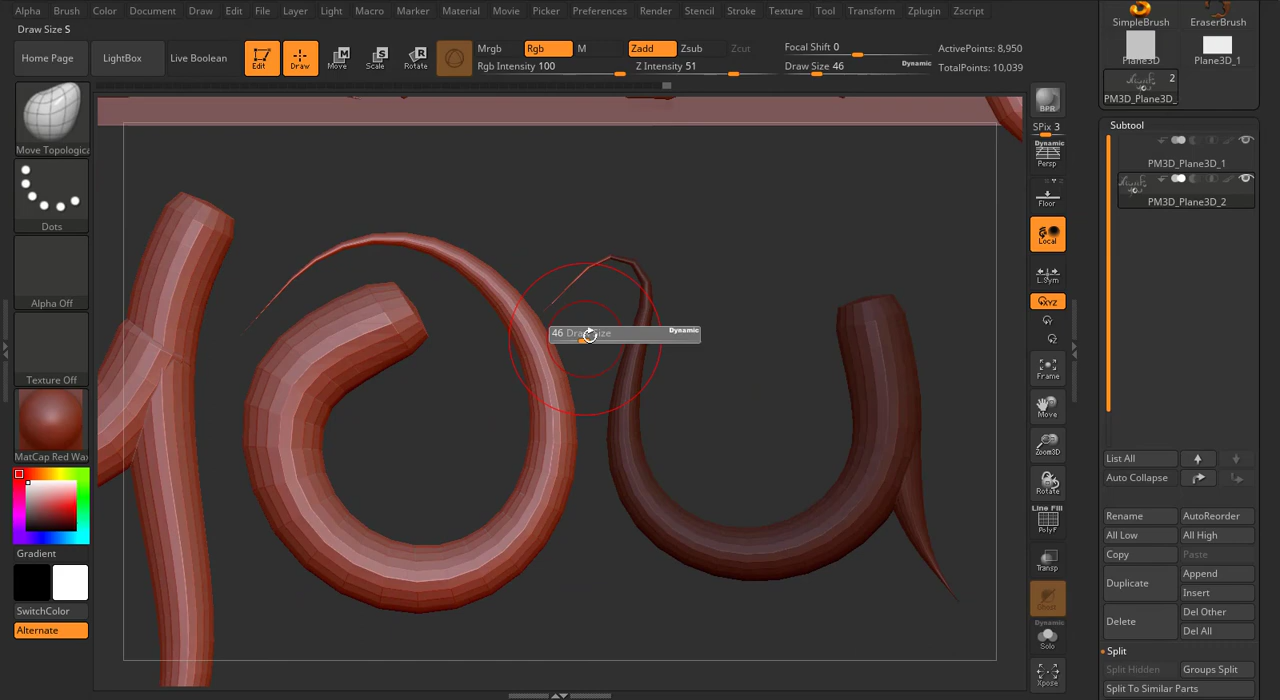 Alpha Brush Color Document Draw Edit File Layer Light Macro Marker Material Movie Picker Preferences Render Stencil Stroke Texture Tool Transform Zplugin Zscript
SimpleBrush EraserBrush
Draw Size S
Home Page LightBox Live Boolean
Edit Draw Move Scale Rotate
Mrgb Rgb M
Rgb Intensity 100
Zadd Zsub Zcut
Z Intensity 51
Focal Shift 0
Draw Size 46 Dynamic
ActivePoints: 8,950
TotalPoints: 10,039
Plane3D Plane3D_1
2
PM3D_Plane3D_
Move Topologica
Dots
Alpha Off
Texture Off
MatCap Red Wax
Gradient
SwitchColor
Alternate
46 Draw Size Dynamic
BPR
SPix 3
Dynamic
Persp
Floor
Local
L.Sym
XYZ
Frame
Move
Zoom3D
Rotate
Line Fill
PolyF
Transp
Ghost
Dynamic
Solo
Xpose
Subtool
PM3D_Plane3D_1
PM3D_Plane3D_2
List All
Auto Collapse
Rename AutoReorder
All Low All High
Copy Paste
Duplicate Append
Insert
Delete Del Other
Del All
Split
Split Hidden Groups Split
Split To Similar Parts